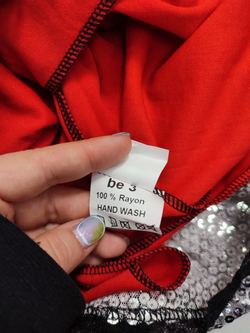 be 3
100 % Rayon
HAND WASH